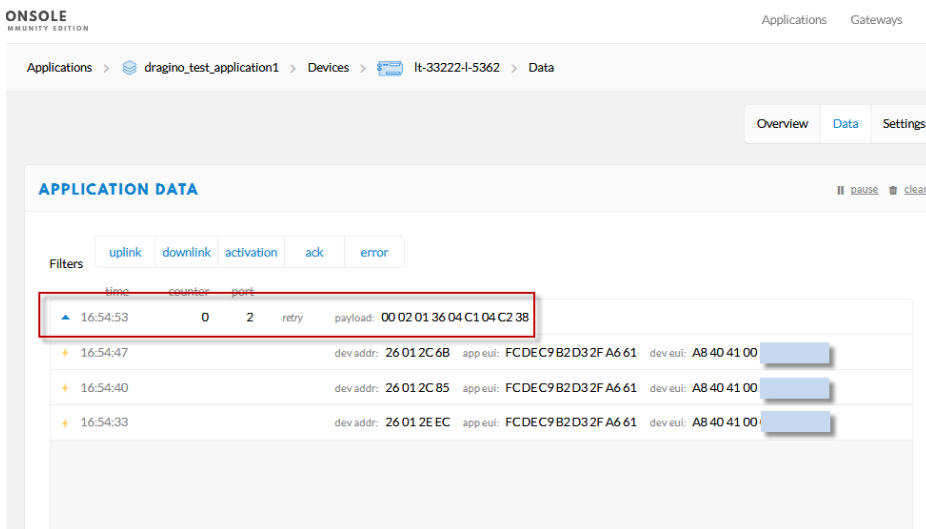 ONSOLE
MMUNITY EDITION
Applications Gateways
Applications > dragino_test_application1 > Devices > lt-33222-l-5362 > Data
Overview Data Settings
APPLICATION DATA
pause clear
Filters uplink downlink activation ack error
time counter port
16:54:53 0 2 retry payload: 00 02 01 36 04 C1 04 C2 38
16:54:47 dev addr: 26 01 2C 6B app eui: FC DE C9 B2 D3 2F A6 61 dev eui: A8 40 41 00
16:54:40 dev addr: 26 01 2C 85 app eui: FC DE C9 B2 D3 2F A6 61 dev eui: A8 40 41 00
16:54:33 dev addr: 26 01 2E EC app eui: FC DE C9 B2 D3 2F A6 61 dev eui: A8 40 41 00